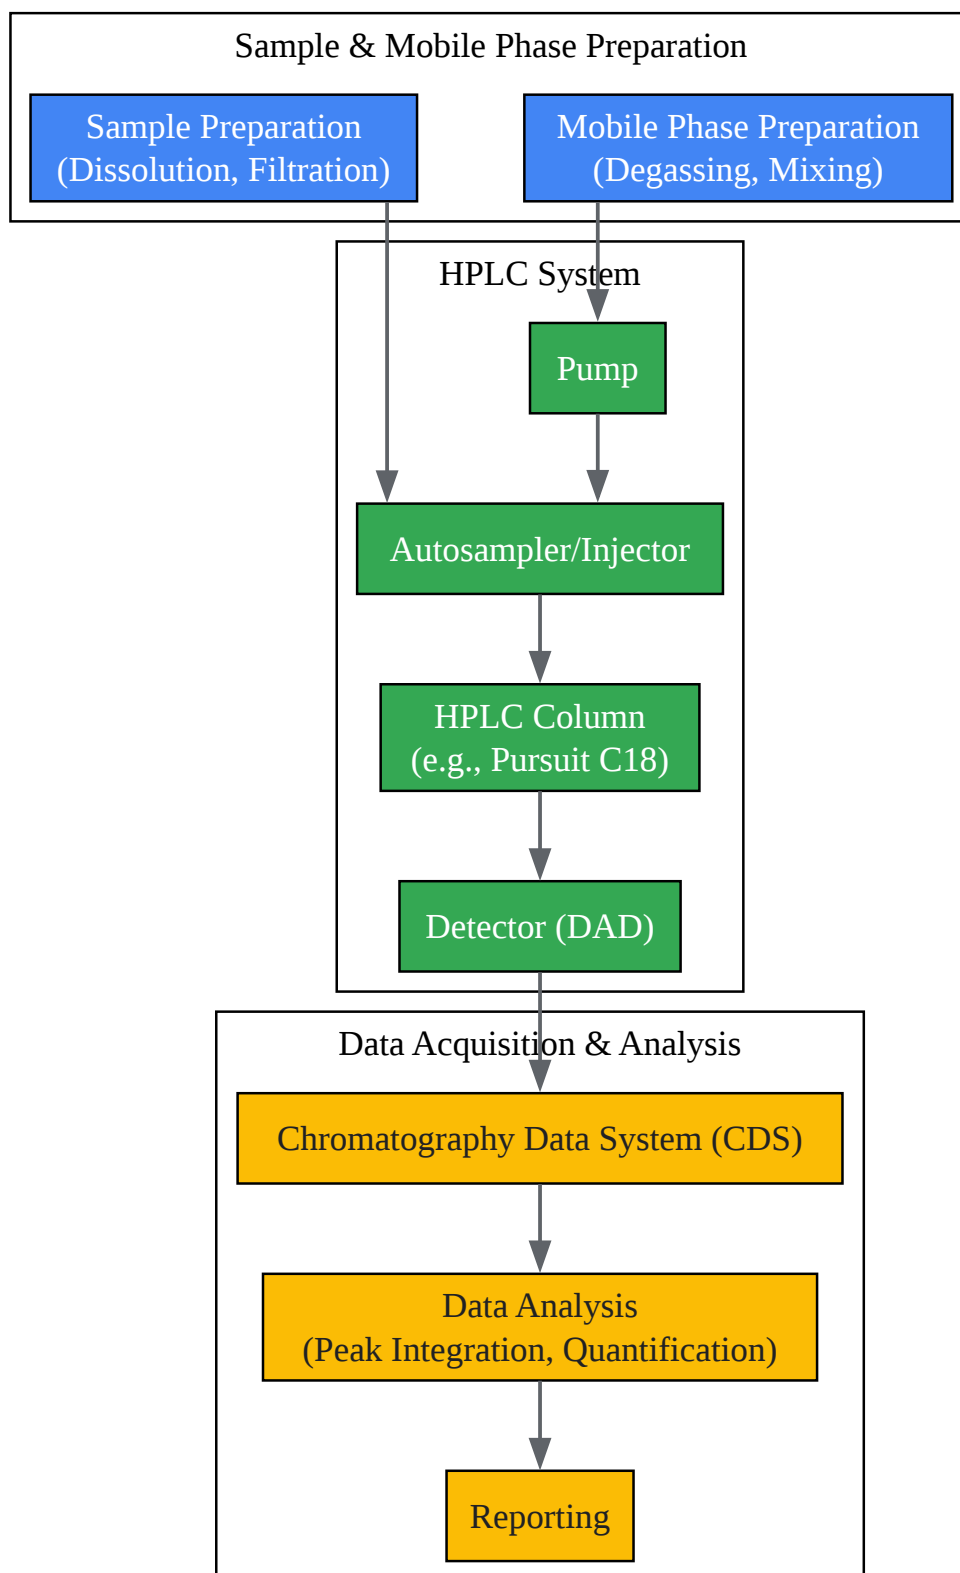 Sample & Mobile Phase Preparation
Sample Preparation
(Dissolution, Filtration)
Mobile Phase Preparation
(Degassing, Mixing)
HPLC System
Pump
Autosampler/Injector
HPLC Column
(e.g., Pursuit C18)
Detector (DAD)
Data Acquisition & Analysis
Chromatography Data System (CDS)
Data Analysis
(Peak Integration, Quantification)
Reporting